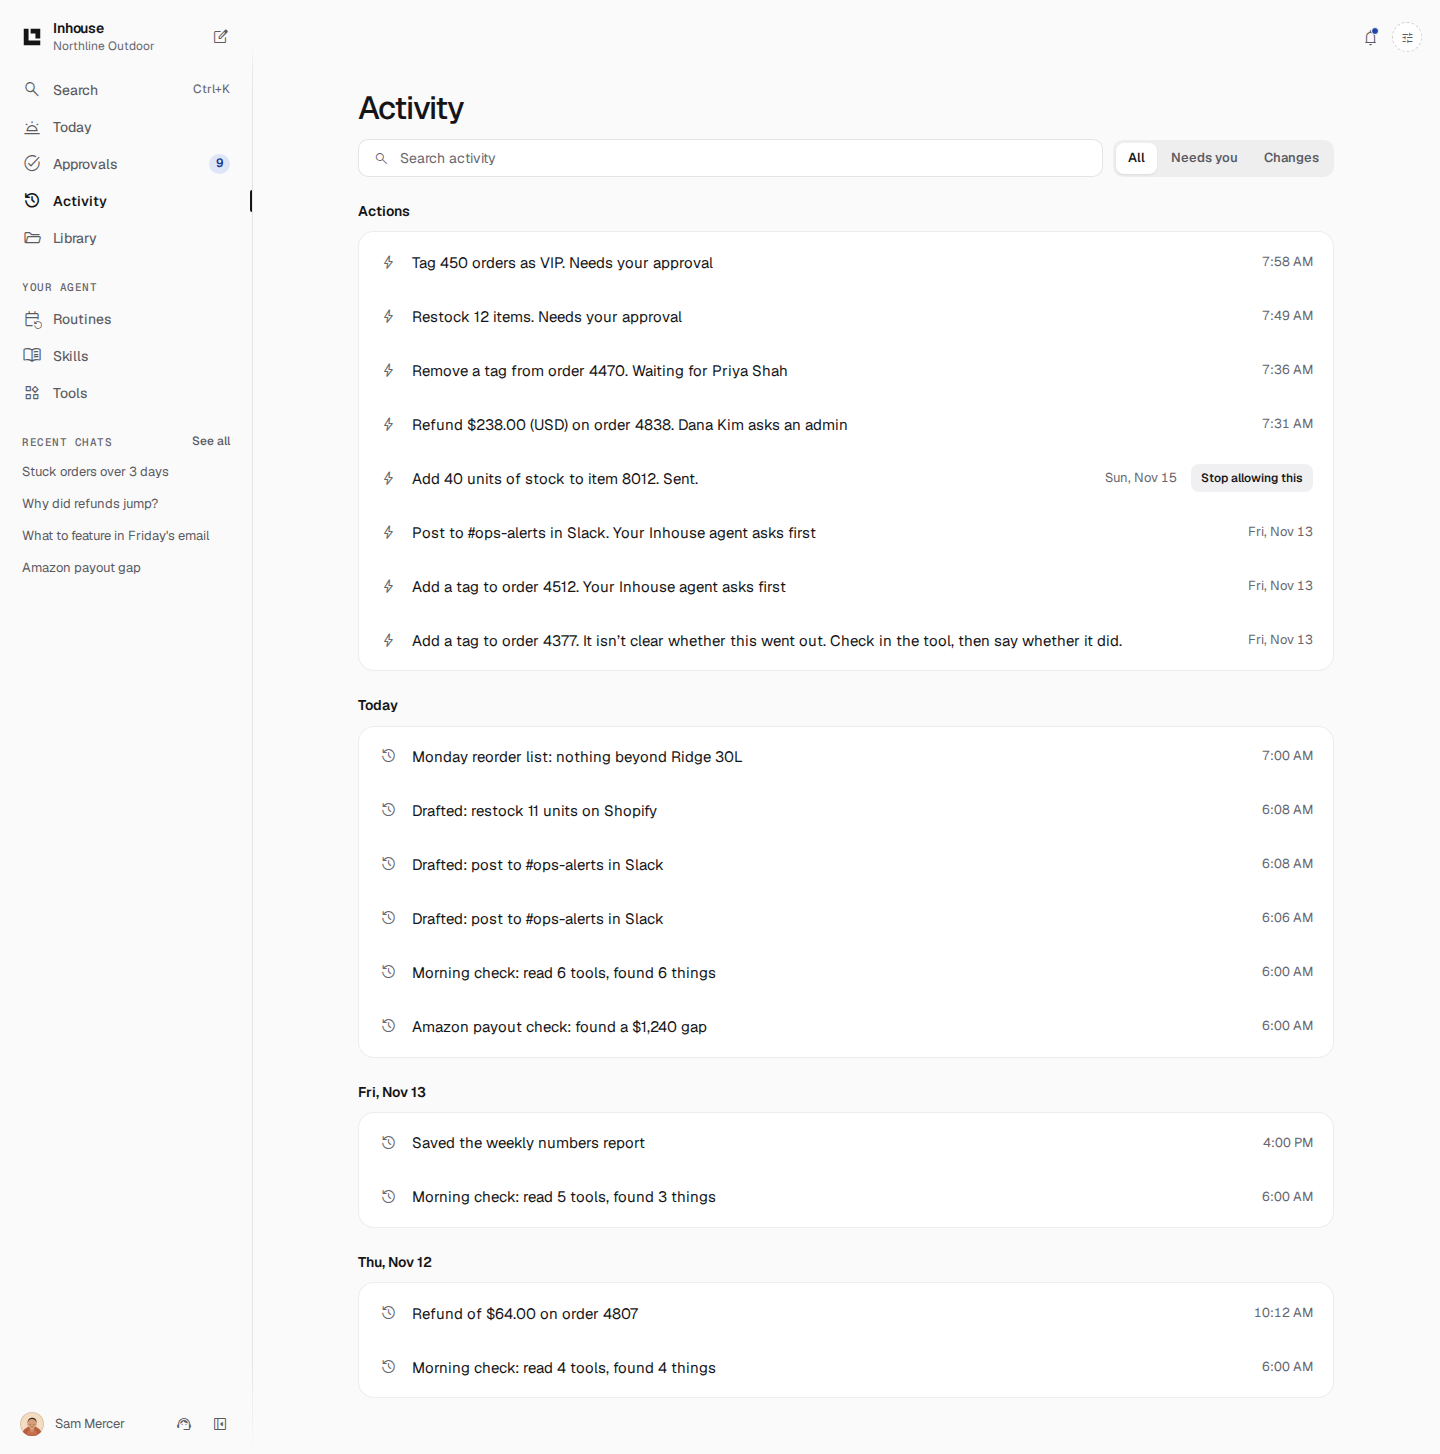 Inhouse
Northline Outdoor
Search Ctrl+K
Today
Approvals 9
Activity
Library
YOUR AGENT
Routines
Skills
Tools
RECENT CHATS See all
Stuck orders over 3 days
Why did refunds jump?
What to feature in Friday's email
Amazon payout gap
Sam Mercer
Activity
Search activity
All Needs you Changes
Actions
Tag 450 orders as VIP. Needs your approval 7:58 AM
Restock 12 items. Needs your approval 7:49 AM
Remove a tag from order 4470. Waiting for Priya Shah 7:36 AM
Refund $238.00 (USD) on order 4838. Dana Kim asks an admin 7:31 AM
Add 40 units of stock to item 8012. Sent. Sun, Nov 15 Stop allowing this
Post to #ops-alerts in Slack. Your Inhouse agent asks first Fri, Nov 13
Add a tag to order 4512. Your Inhouse agent asks first Fri, Nov 13
Add a tag to order 4377. It isn’t clear whether this went out. Check in the tool, then say whether it did. Fri, Nov 13
Today
Monday reorder list: nothing beyond Ridge 30L 7:00 AM
Drafted: restock 11 units on Shopify 6:08 AM
Drafted: post to #ops-alerts in Slack 6:08 AM
Drafted: post to #ops-alerts in Slack 6:06 AM
Morning check: read 6 tools, found 6 things 6:00 AM
Amazon payout check: found a $1,240 gap 6:00 AM
Fri, Nov 13
Saved the weekly numbers report 4:00 PM
Morning check: read 5 tools, found 3 things 6:00 AM
Thu, Nov 12
Refund of $64.00 on order 4807 10:12 AM
Morning check: read 4 tools, found 4 things 6:00 AM